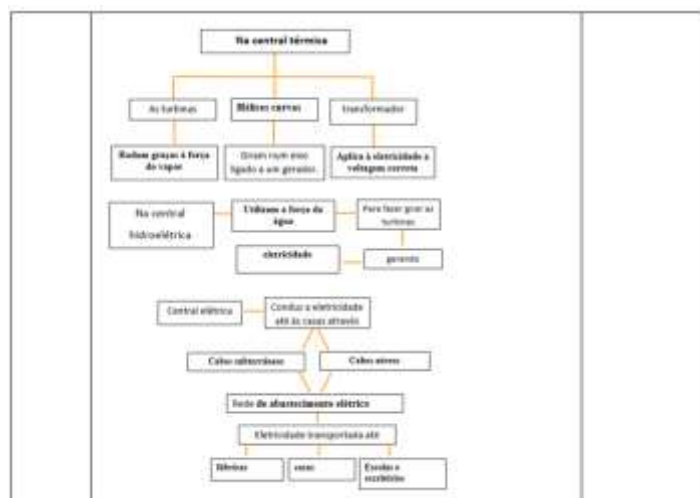 Na central térmica
As turbinas
Hélices curvas
transformador
Rodam graças à força
do vapor
Giram num eixo
ligado a um gerador.
Aplica à eletricidade a
voltagem correta
Na central
hidroelétrica
Utilizam a força da
água
Para fazer girar as
turbinas
eletricidade
gerando
Central elétrica
Conduz a eletricidade
até às casas através
Cabos subterrâneos
Cabos aéreos
Rede de abastecimento elétrico
Eletricidade transportada até
fábricas
casas
Escolas e
escritórios